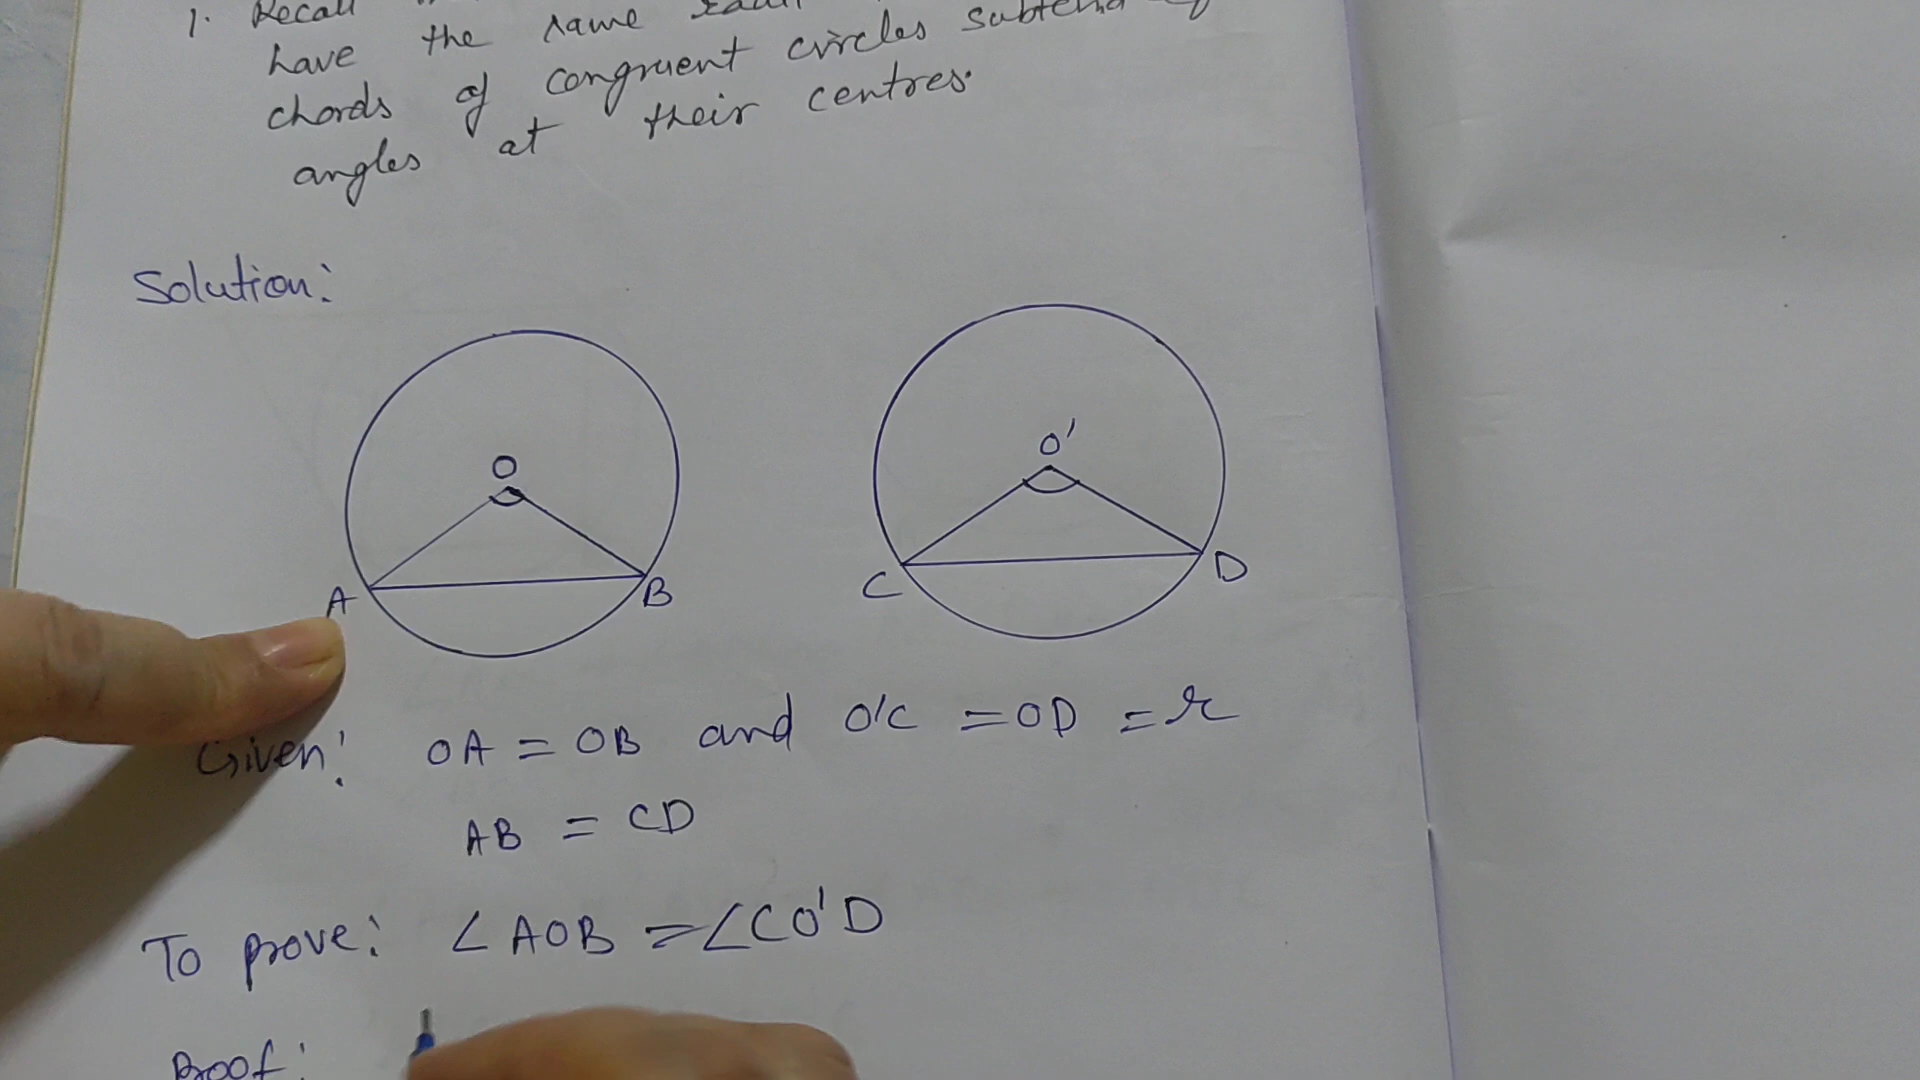 1. Recall
have the same
chords of congruent circles subtend
angles at their centres.
Solution:
O
O'
A
B
C
D
Given: OA = OB and O'C = OD = r
AB = CD
To prove: ∠AOB = ∠CO'D
Proof: